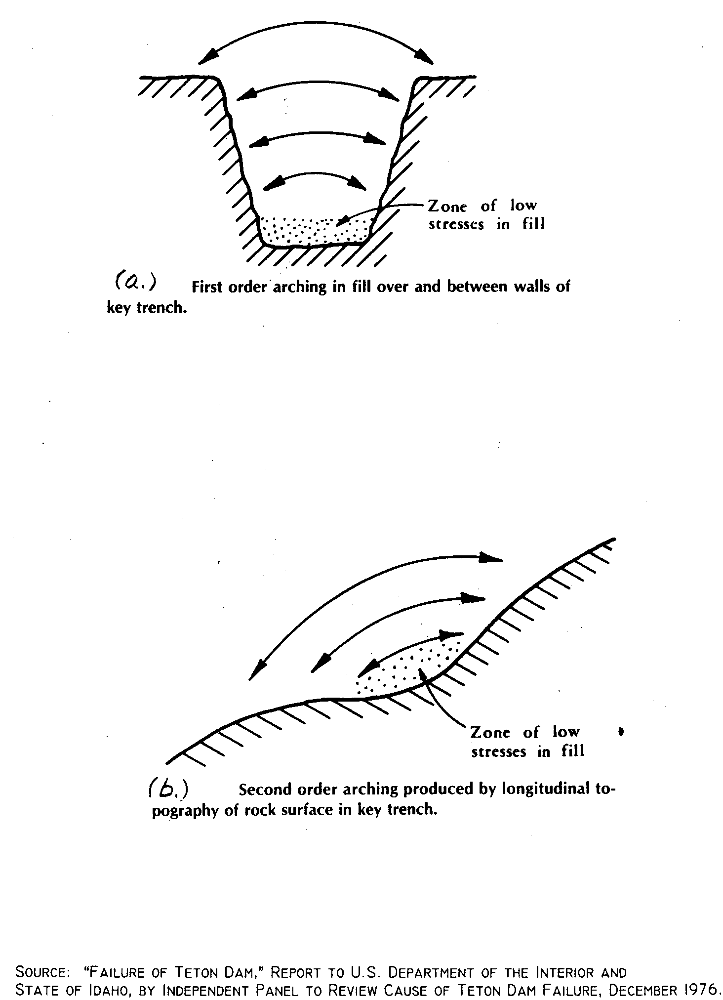 Zone of low
stresses in fill
(a.) First order arching in fill over and between walls of
key trench.
Zone of low
stresses in fill
(b.) Second order arching produced by longitudinal to-
pography of rock surface in key trench.
SOURCE: “FAILURE OF TETON DAM,” REPORT TO U.S. DEPARTMENT OF THE INTERIOR AND
STATE OF IDAHO, BY INDEPENDENT PANEL TO REVIEW CAUSE OF TETON DAM FAILURE, DECEMBER 1976.